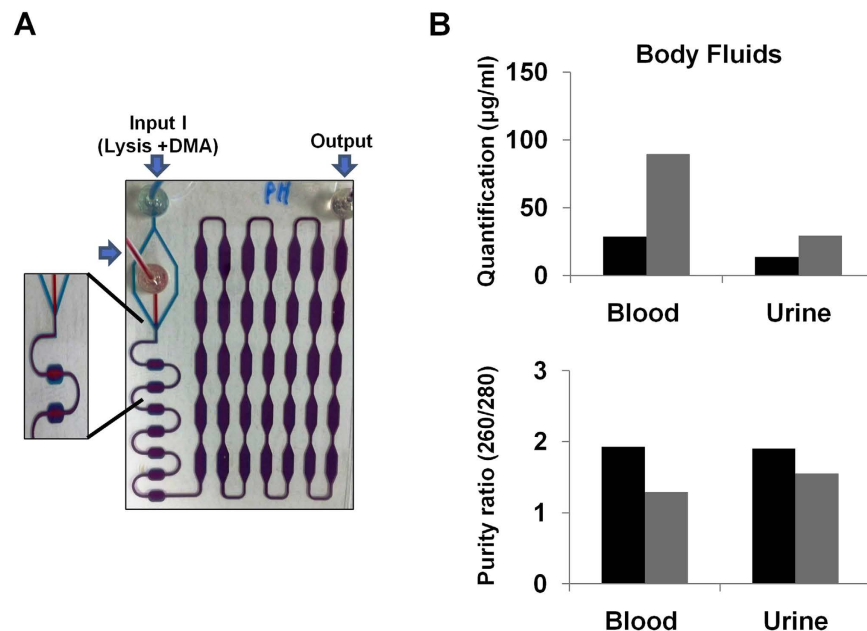 A
Input I
(Lysis +DMA)
Output
PM
B
Body Fluids
Quantification (µg/ml)
150
100
50
0
Blood Urine
Purity ratio (260/280)
3
2
1
0
Blood Urine